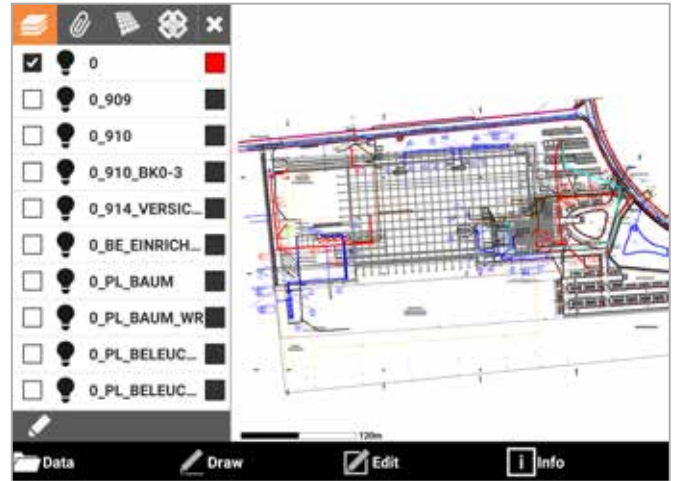 0
0_909
0_910
0_910_BK0-3
0_914_VERSIC...
0_BE_EINRICH...
0_PL_BAUM
0_PL_BAUM_WR
0_PL_BELEUC...
0_PL_BELEUC...
120m
Data Draw Edit Info